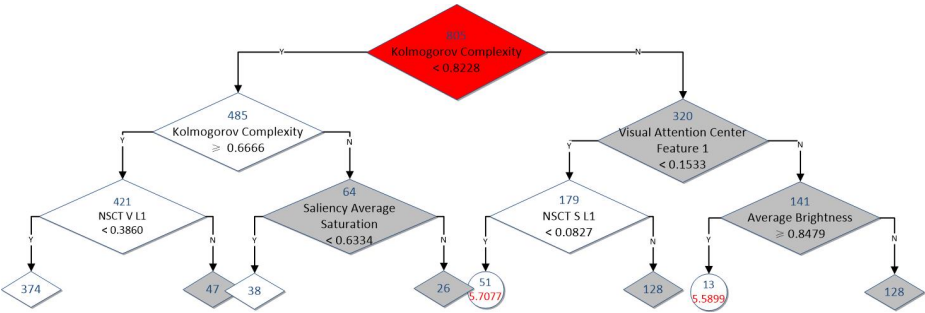 805
Kolmogorov Complexity
< 0.8228
Y
N
485
Kolmogorov Complexity
⩾ 0.6666
320
Visual Attention Center
Feature 1
< 0.1533
Y
N
Y
N
421
NSCT V L1
< 0.3860
64
Saliency Average
Saturation
< 0.6334
179
NSCT S L1
< 0.0827
141
Average Brightness
⩾ 0.8479
Y
N
Y
N
Y
N
Y
N
374
47
38
26
51
5.7077
128
13
5.5899
128